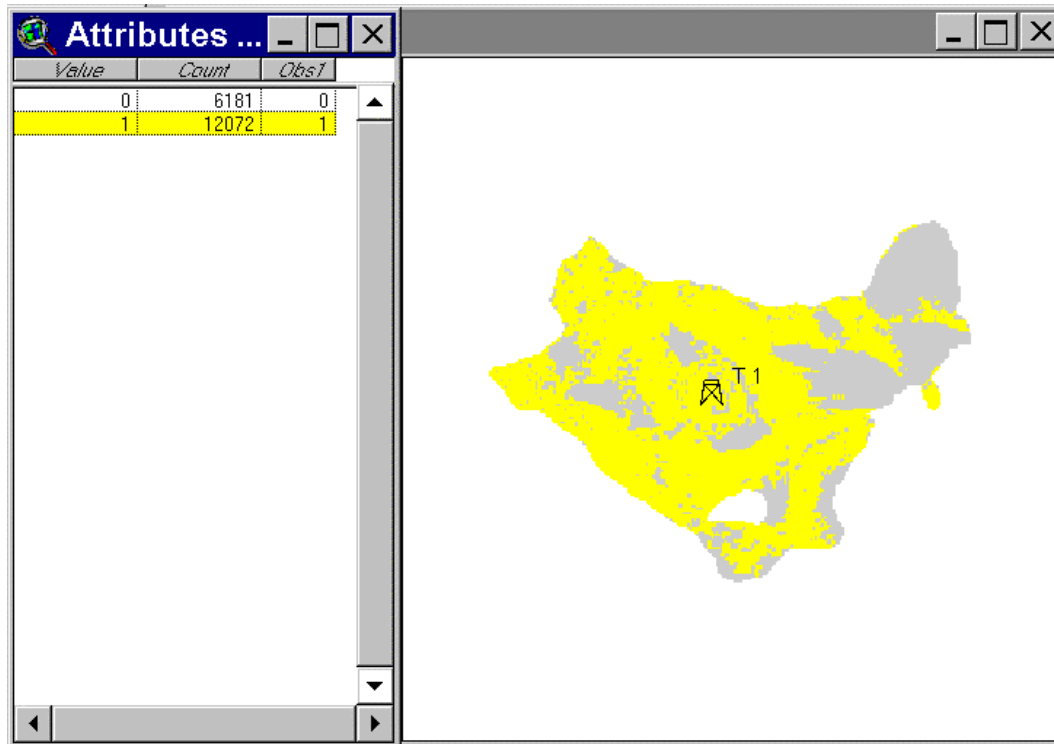 Attributes ...
Value Count Obs1
0 6181 0
1 12072 1
T 1